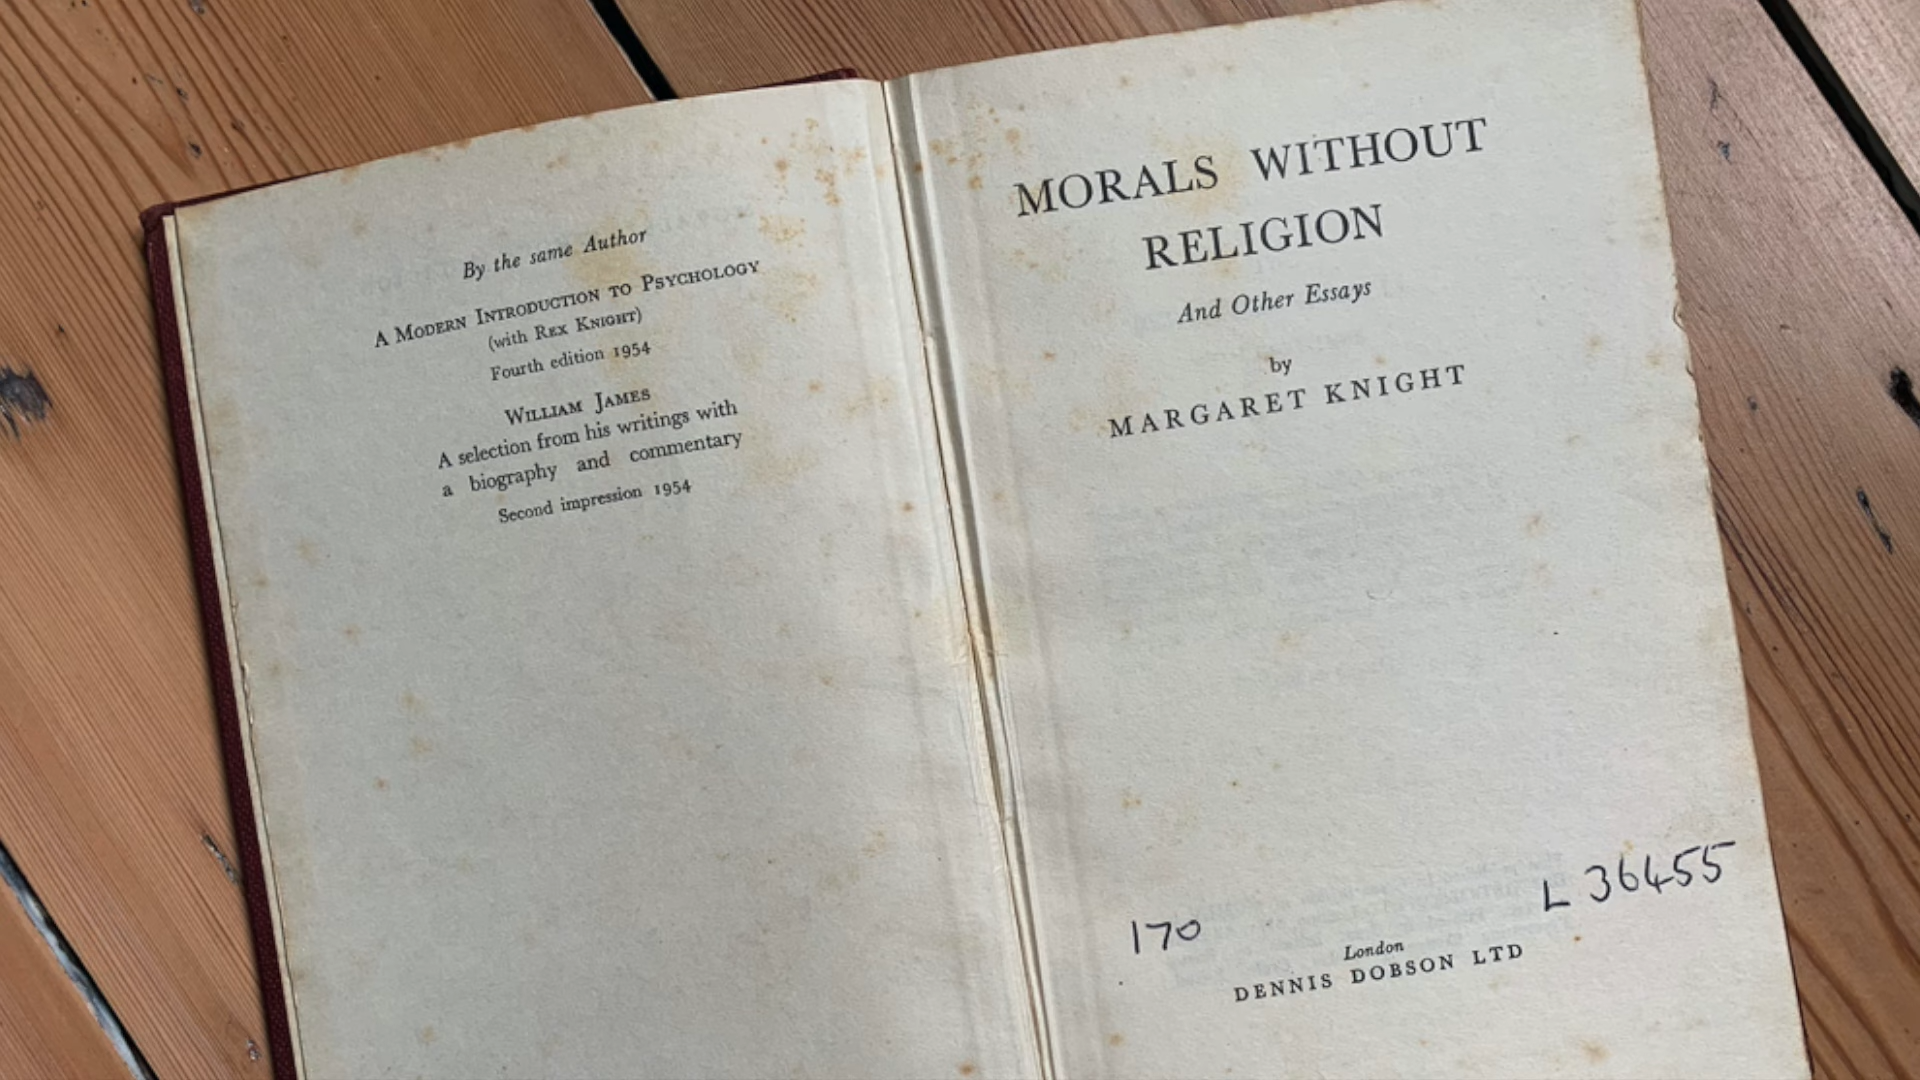 By the same Author
A MODERN INTRODUCTION TO PSYCHOLOGY
(with REX KNIGHT)
Fourth edition 1954
WILLIAM JAMES
A selection from his writings with
a biography and commentary
Second impression 1954
MORALS WITHOUT
RELIGION
And Other Essays
by
MARGARET KNIGHT
170
L 36455
London
DENNIS DOBSON LTD